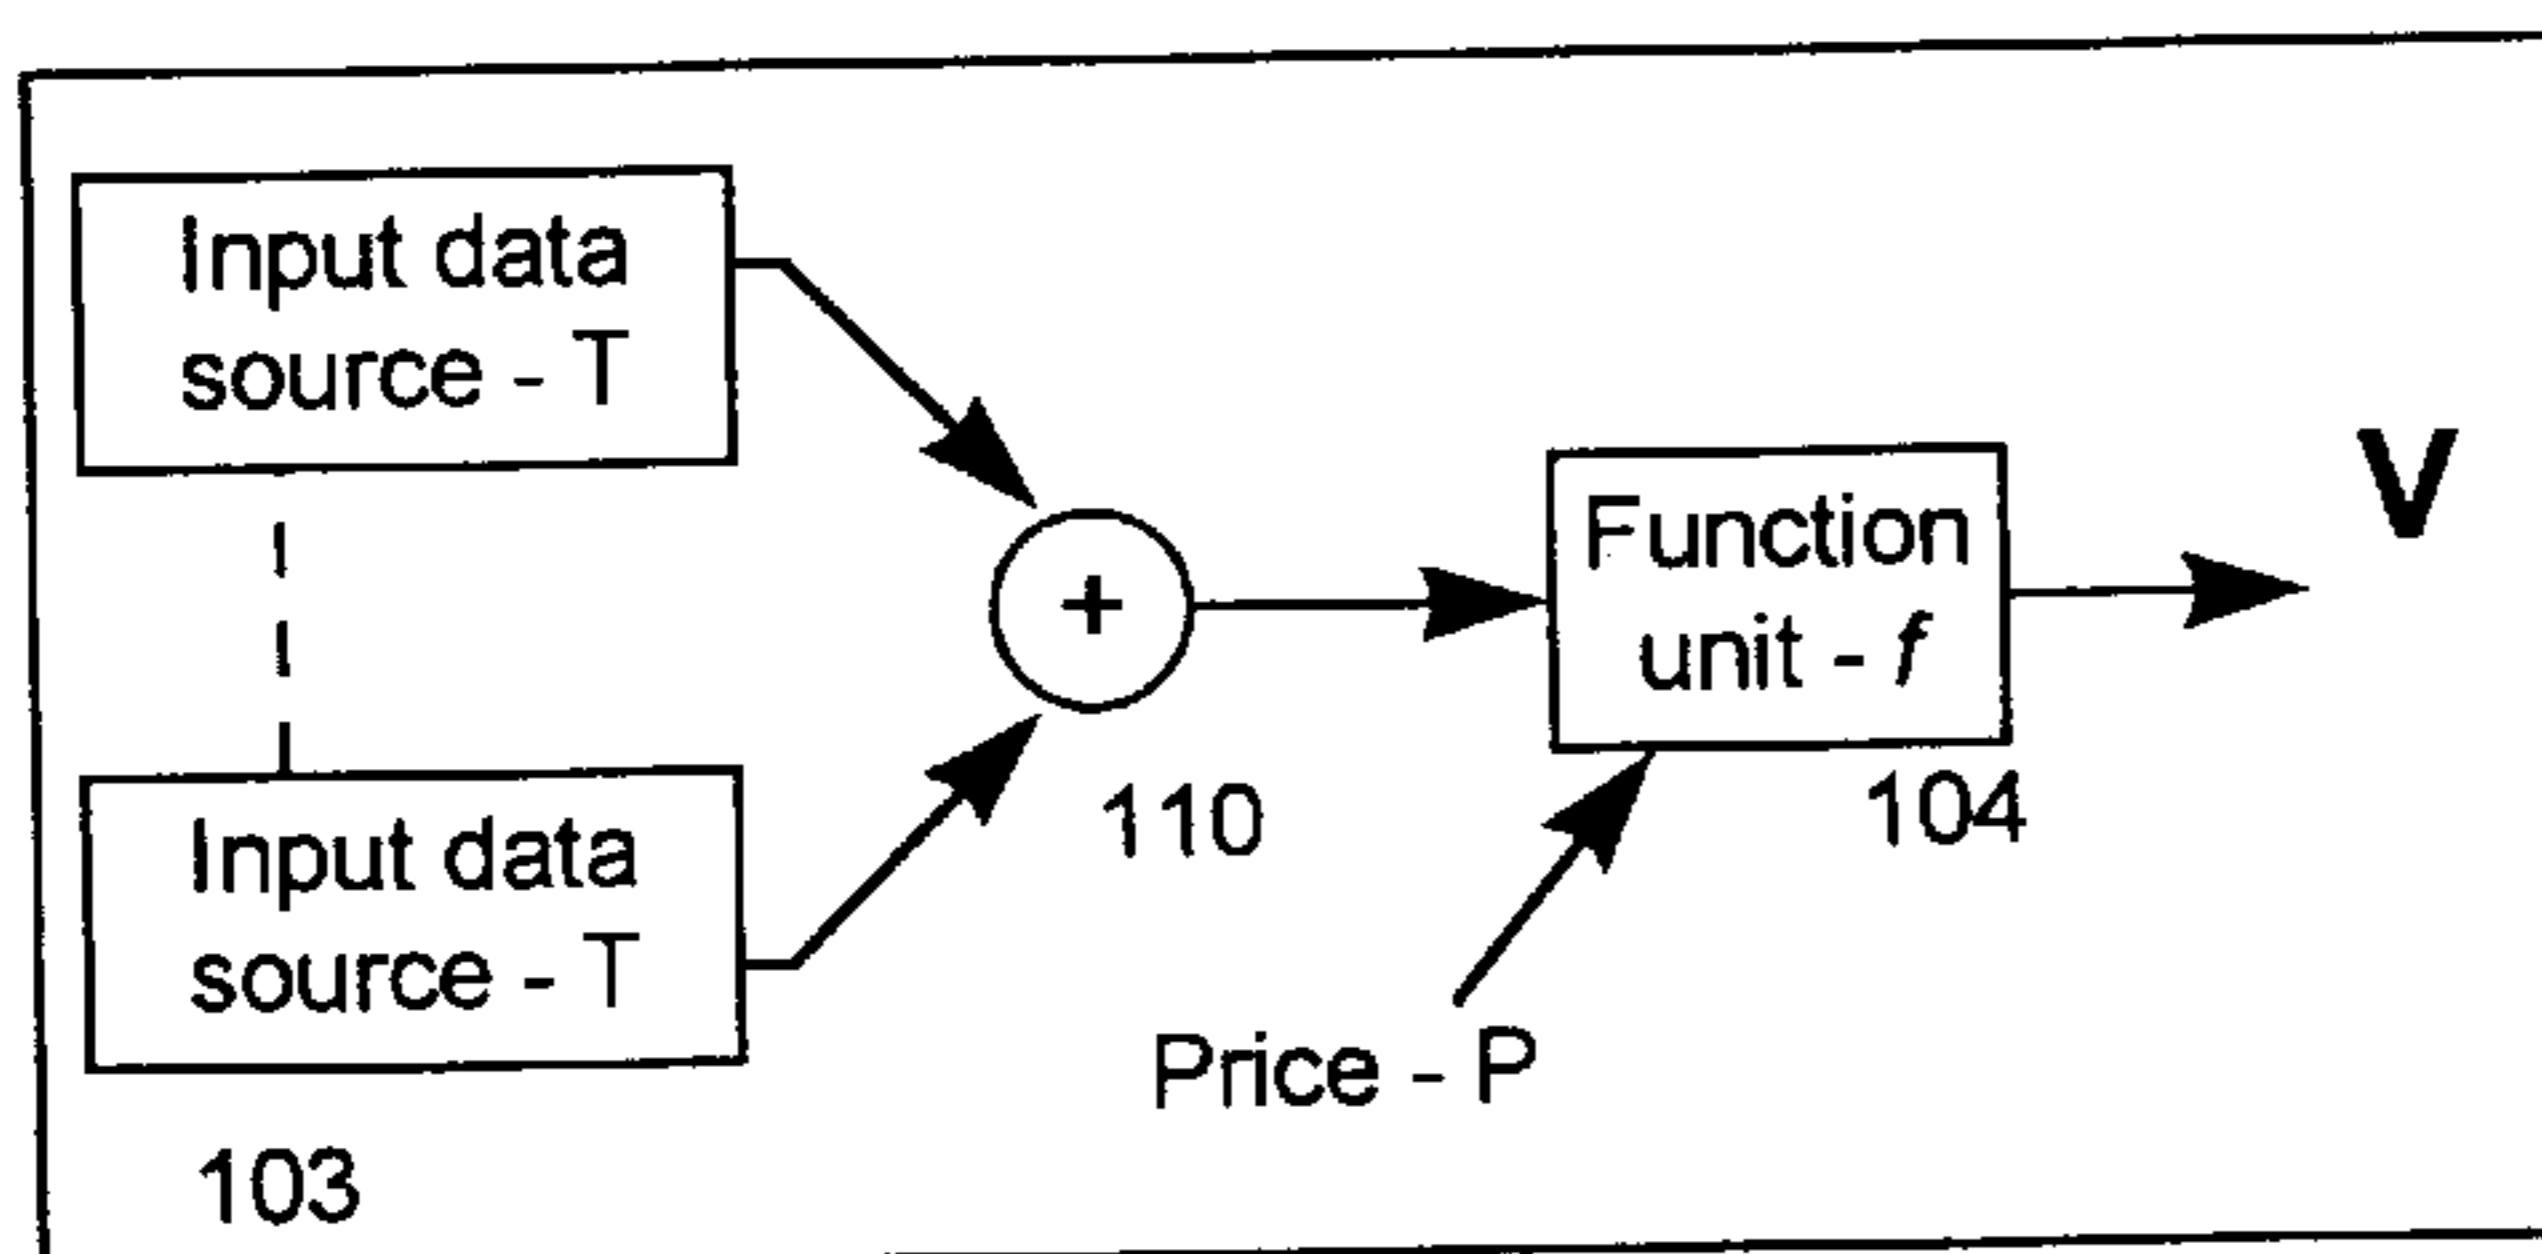 Input data
source - T
+
Function
unit - f
V
110
104
Input data
source - T
Price - P
103